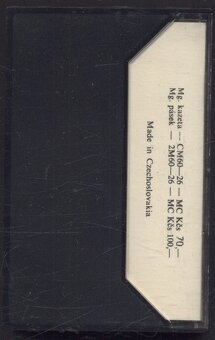 Mg. kazeta — CM60—26 — MC Kčs 70,—
Mg. pásek — 2M60—26 — MC Kčs 100,—
Made in Czechoslovakia